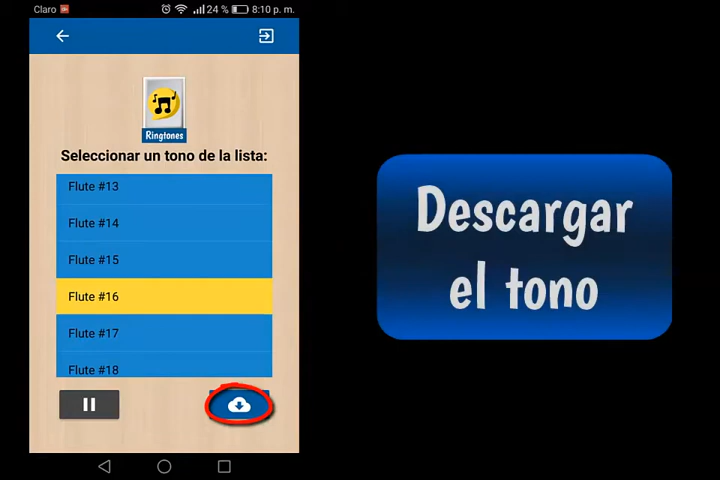 Claro 24 % 8:10 p. m.
Ringtones
Seleccionar un tono de la lista:
Flute #13
Flute #14
Flute #15
Flute #16
Flute #17
Flute #18
Descargar
el tono